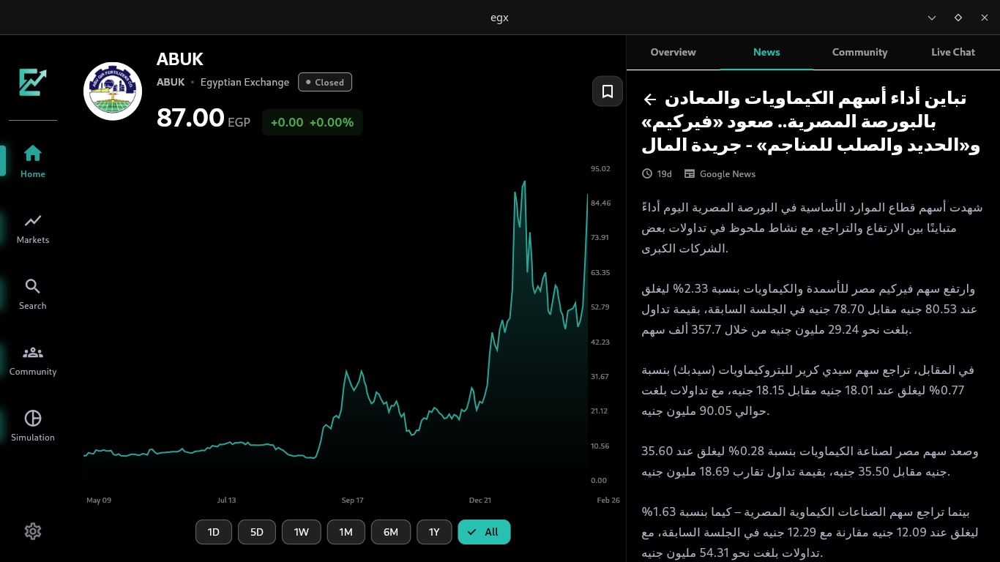 egx
ABUK
ABUK • Egyptian Exchange
Closed
87.00 EGP
+0.00 +0.00%
Home
Markets
Search
Community
Simulation
95.02
84.46
73.91
63.35
52.79
42.23
31.67
21.12
10.56
0.00
May 09
Jul 13
Sep 17
Dec 21
Feb 26
1D
5D
1W
1M
6M
1Y
All
Overview
News
Community
Live Chat
تباين أداء أسهم الكيماويات والمعادن
بالبورصة المصرية.. صعود «فيركيم»
و«الحديد والصلب للمناجم» - جريدة المال
19d
Google News
شهدت أسهم قطاع الموارد الأساسية في البورصة المصرية اليوم أداءً
متباينًا بين الارتفاع والتراجع، مع نشاط ملحوظ في تداولات بعض
الشركات الكبرى.
وارتفع سهم فيركيم مصر للأسمدة والكيماويات بنسبة 2.33% ليغلق
عند 80.53 جنيه مقابل 78.70 جنيه في الجلسة السابقة، بقيمة تداول
بلغت نحو 29.24 مليون جنيه من خلال 357.7 ألف سهم.
في المقابل، تراجع سهم سيدي كرير للبتروكيماويات (سيدبك) بنسبة
0.77% ليغلق عند 18.01 جنيه مقابل 18.15 جنيه، مع تداولات بلغت
حوالي 90.05 مليون جنيه.
وصعد سهم مصر لصناعة الكيماويات بنسبة 0.28% ليغلق عند 35.60
جنيه مقابل 35.50 جنيه، بقيمة تداول تقارب 18.69 مليون جنيه.
بينما تراجع سهم الصناعات الكيماوية المصرية – كيما بنسبة 1.63%
ليغلق عند 12.09 جنيه مقارنة مع 12.29 جنيه في الجلسة السابقة، مع
تداولات بلغت نحو 54.31 مليون جنيه.